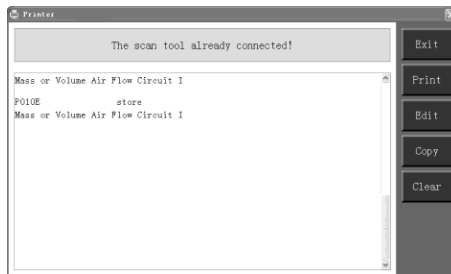 Printer
The scan tool already connected!
Mass or Volume Air Flow Circuit I
P010E store
Mass or Volume Air Flow Circuit I
Exit
Print
Edit
Copy
Clear